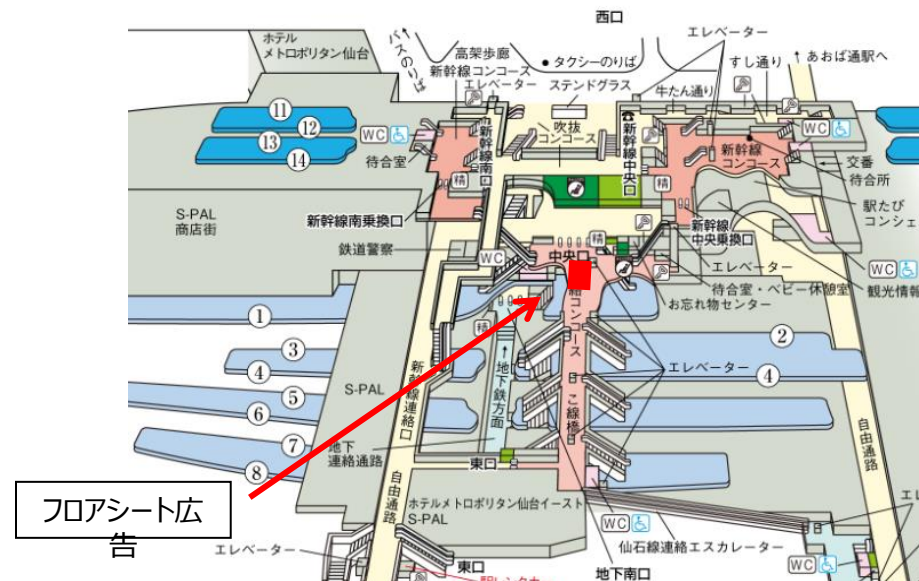 西口
ホテル
メトロポリタン仙台
バスのりば
高架歩廊
新幹線コンコース
エレベーター
タクシーのりば
ステンドグラス
エレベーター
すし通り
あおば通駅へ
牛たん通り
⑪
⑫
⑬
⑭
WC
待合室
新幹線南口
吹抜
コンコース
新幹線中央口
新幹線
コンコース
WC
交番
待合所
駅たび
コンシェ
精
精
S-PAL
商店街
新幹線南乗換口
鉄道警察
WC
中央口
精
新幹線
中央乗換口
エレベーター
待合室・ベビー休憩室
お忘れ物センター
WC
観光情報
①
③
④
⑤
⑥
⑦
⑧
②
④
精
コンコース
こ線橋
エレベーター
S-PAL
新幹線連絡口
地下鉄方面
地下
連絡通路
東口
自由通路
自由通路
フロアシート広
告
ホテルメトロポリタン仙台イースト
S-PAL
WC
仙石線連絡エスカレーター
WC
エレベーター
東口
地下南口
エレ